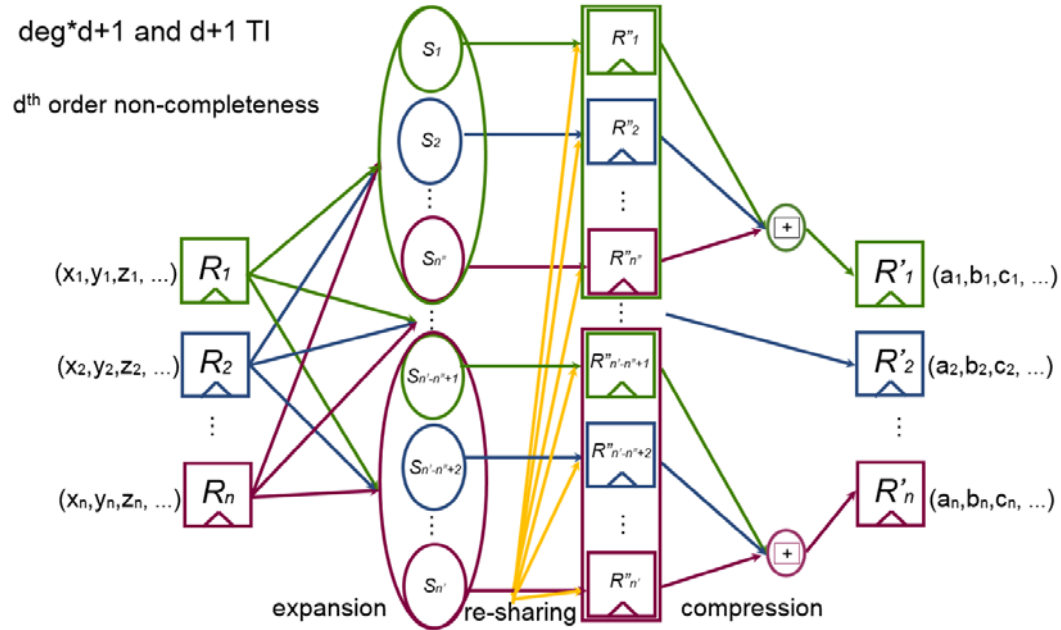 deg*d+1 and d+1 TI
dᵗʰ order non-completeness
S₁
R"₁
S₂
R"₂
⋮
⋮
Sₙ"
R"ₙ"
+
(x₁,y₁,z₁, ...)
R₁
R'₁
(a₁,b₁,c₁, ...)
⋮
⋮
(x₂,y₂,z₂, ...)
R₂
Sn'-n"+1
R"n'-n"+1
R'₂
(a₂,b₂,c₂, ...)
⋮
⋮
Sn'-n"+2
R"n'-n"+2
(xₙ,yₙ,zₙ, ...)
Rₙ
R'ₙ
(aₙ,bₙ,cₙ, ...)
⋮
⋮
+
Sn'
R"n'
expansion
re-sharing
compression